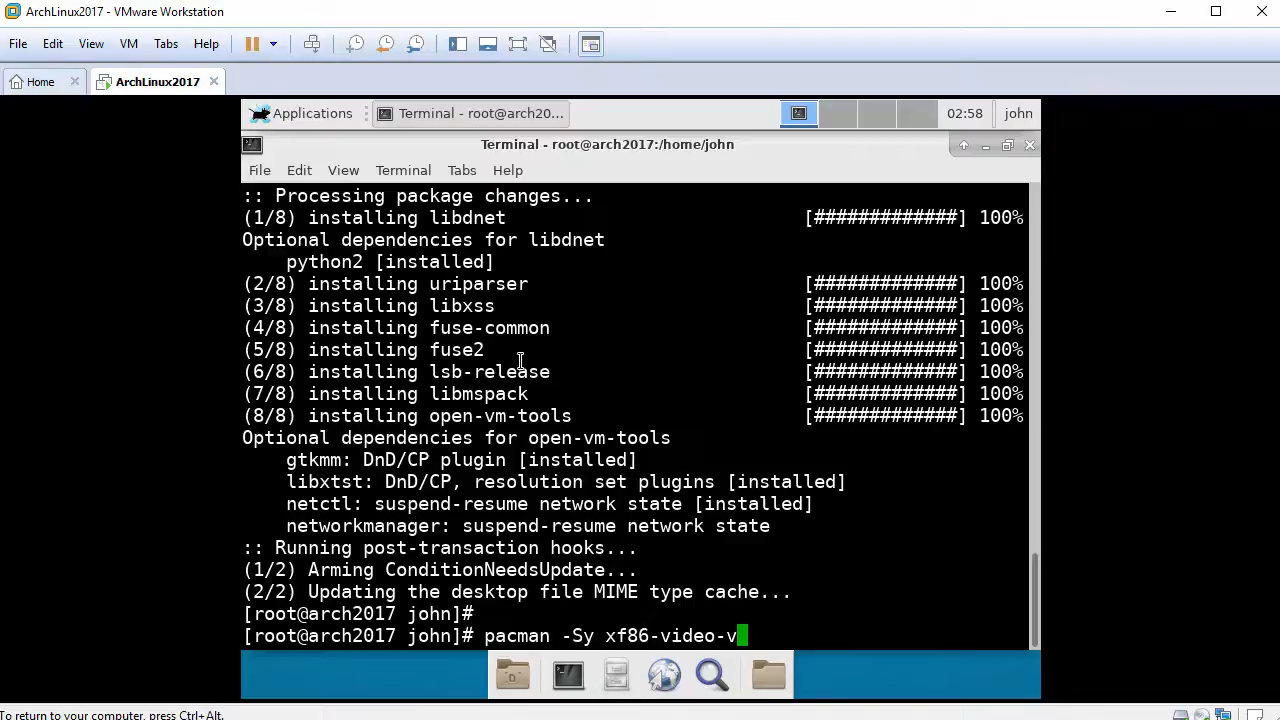 ArchLinux2017 - VMware Workstation
File Edit View VM Tabs Help
Home ArchLinux2017
Applications Terminal - root@arch20... 02:58 john
Terminal - root@arch2017:/home/john
File Edit View Terminal Tabs Help
:: Processing package changes...
(1/8) installing libdnet [#############] 100%
Optional dependencies for libdnet
python2 [installed]
(2/8) installing uriparser [#############] 100%
(3/8) installing libxss [#############] 100%
(4/8) installing fuse-common [#############] 100%
(5/8) installing fuse2 [#############] 100%
(6/8) installing lsb-release [#############] 100%
(7/8) installing libmspack [#############] 100%
(8/8) installing open-vm-tools [#############] 100%
Optional dependencies for open-vm-tools
gtkmm: DnD/CP plugin [installed]
libxtst: DnD/CP, resolution set plugins [installed]
netctl: suspend-resume network state [installed]
networkmanager: suspend-resume network state
:: Running post-transaction hooks...
(1/2) Arming ConditionNeedsUpdate...
(2/2) Updating the desktop file MIME type cache...
[root@arch2017 john]#
[root@arch2017 john]# pacman -Sy xf86-video-v
To return to your computer, press Ctrl+Alt.